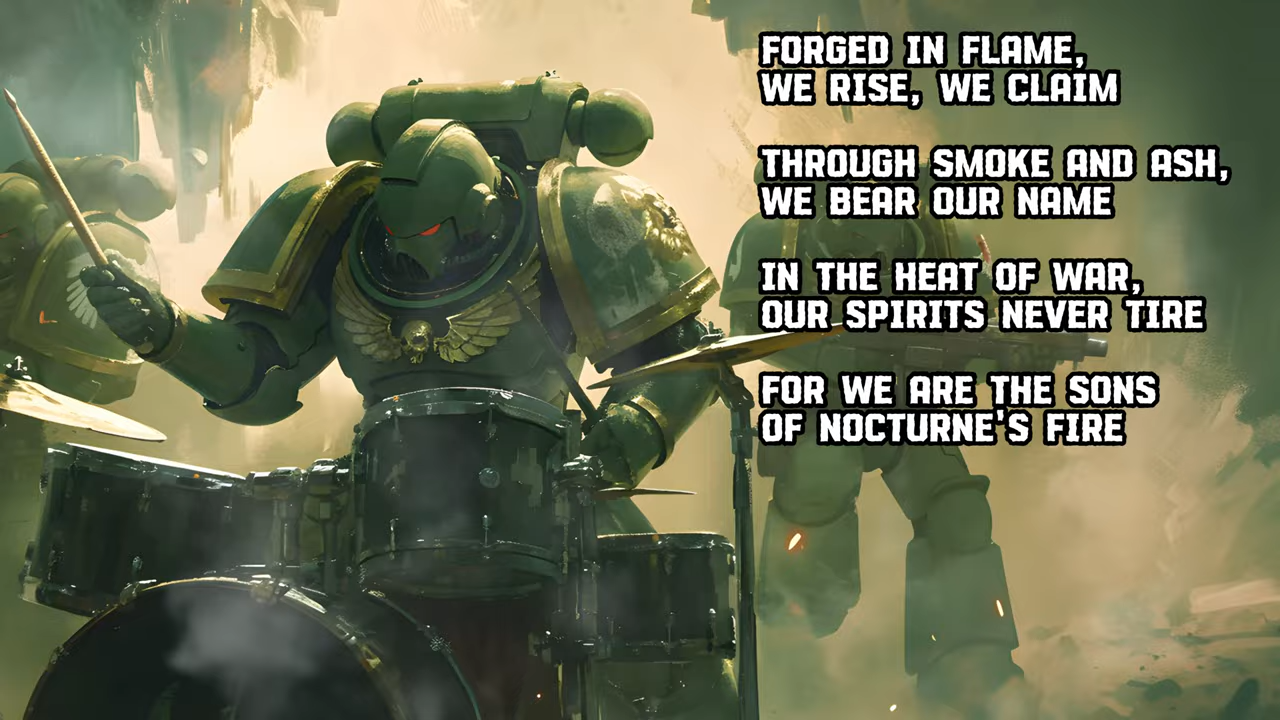 FORGED IN FLAME,
WE RISE, WE CLAIM
THROUGH SMOKE AND ASH,
WE BEAR OUR NAME
IN THE HEAT OF WAR,
OUR SPIRITS NEVER TIRE
FOR WE ARE THE SONS
OF NOCTURNE'S FIRE